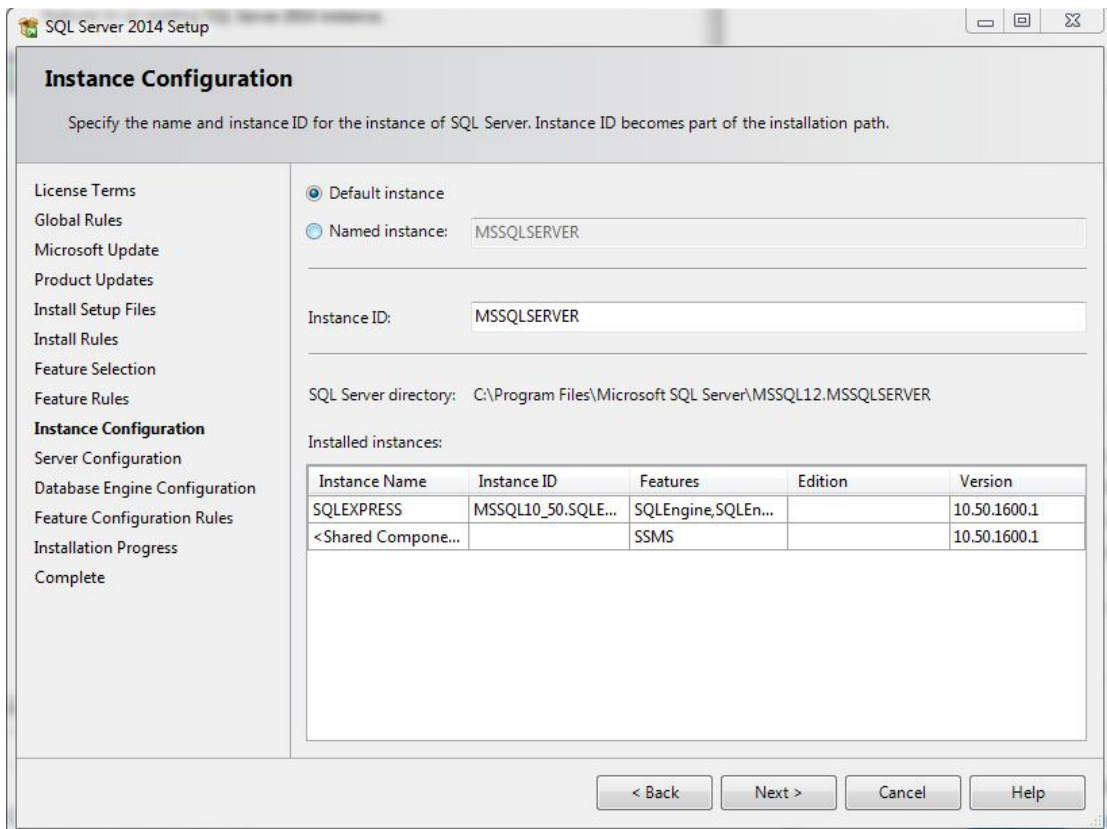 SQL Server 2014 Setup
Instance Configuration
Specify the name and instance ID for the instance of SQL Server. Instance ID becomes part of the installation path.
License Terms
Global Rules
Microsoft Update
Product Updates
Install Setup Files
Install Rules
Feature Selection
Feature Rules
Instance Configuration
Server Configuration
Database Engine Configuration
Feature Configuration Rules
Installation Progress
Complete
Default instance
Named instance: MSSQLSERVER
Instance ID: MSSQLSERVER
SQL Server directory: C:\Program Files\Microsoft SQL Server\MSSQL12.MSSQLSERVER
Installed instances:
Instance Name Instance ID Features Edition Version
SQLEXPRESS MSSQL10_50.SQLE... SQLEngine,SQLEn... 10.50.1600.1
<Shared Compone... SSMS 10.50.1600.1
< Back Next > Cancel Help